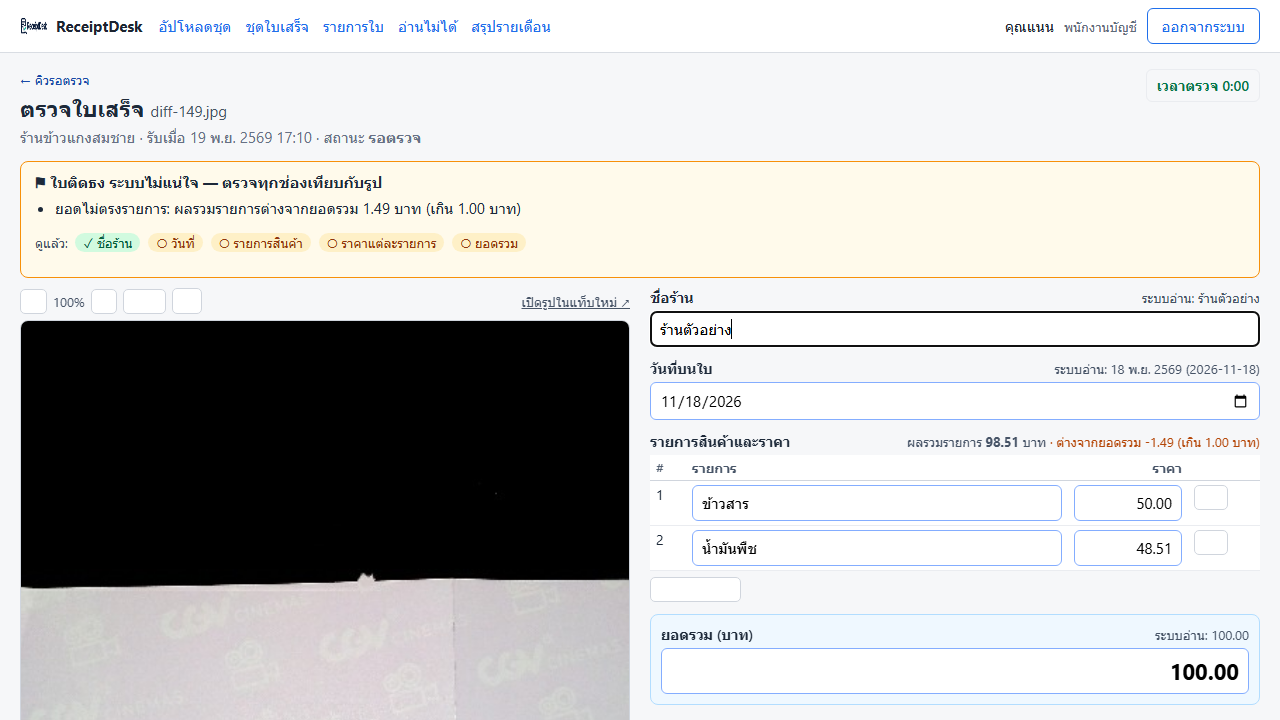 ReceiptDesk
อัปโหลดชุด ชุดใบเสร็จ รายการใบ อ่านไม่ได้ สรุปรายเดือน
คุณแนน พนักงานบัญชี ออกจากระบบ
← คิวรอตรวจ
เวลาตรวจ 0:00
ตรวจใบเสร็จ diff-149.jpg
ร้านข้าวแกงสมชาย · รับเมื่อ 19 พ.ย. 2569 17:10 · สถานะ รอตรวจ
⚑ ใบติดธง ระบบไม่แน่ใจ — ตรวจทุกช่องเทียบกับรูป
• ยอดไม่ตรงรายการ: ผลรวมรายการต่างจากยอดรวม 1.49 บาท (เกิน 1.00 บาท)
ดูแล้ว: ✓ ชื่อร้าน ○ วันที่ ○ รายการสินค้า ○ ราคาแต่ละรายการ ○ ยอดรวม
100% เปิดรูปในแท็บใหม่ ↗
CGV CINEMAS
CGV CINEMAS
CGV CINEMAS
ชื่อร้าน ระบบอ่าน: ร้านตัวอย่าง
ร้านตัวอย่าง
วันที่บนใบ ระบบอ่าน: 18 พ.ย. 2569 (2026-11-18)
11/18/2026
รายการสินค้าและราคา ผลรวมรายการ 98.51 บาท · ต่างจากยอดรวม -1.49 (เกิน 1.00 บาท)
# รายการ ราคา
1 ข้าวสาร 50.00
2 น้ำมันพืช 48.51
ยอดรวม (บาท) ระบบอ่าน: 100.00
100.00